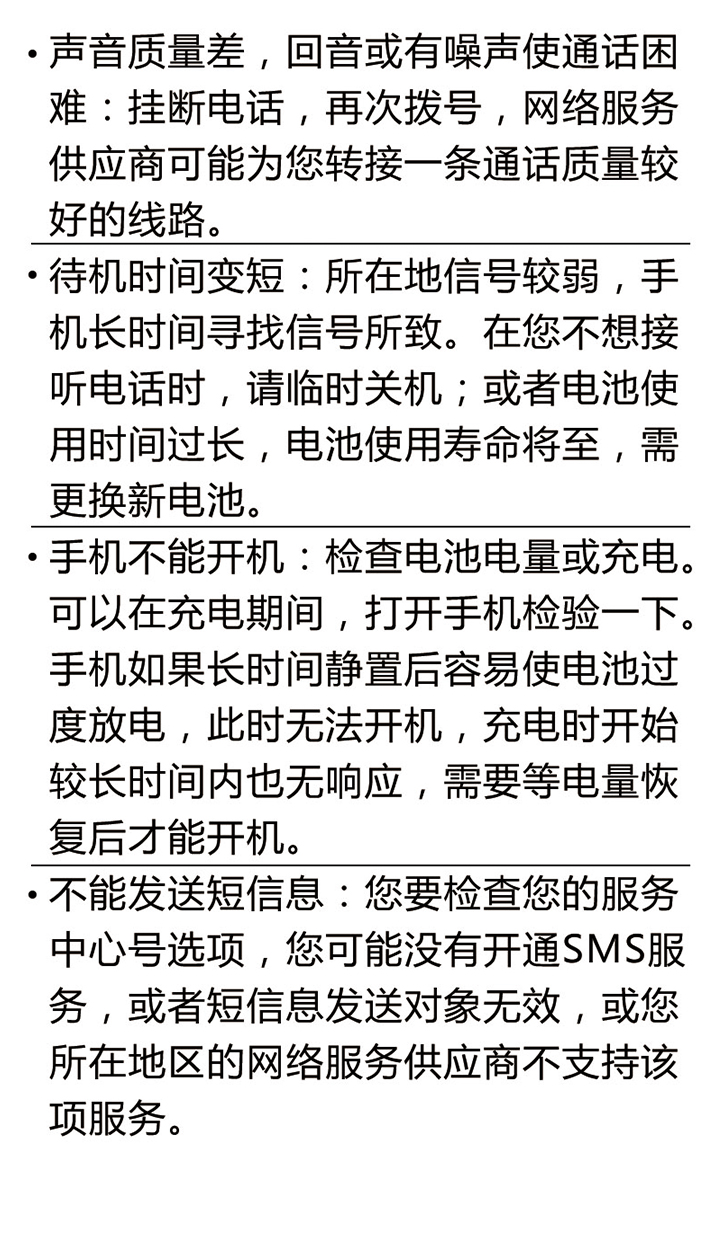 • 声音质量差，回音或有噪声使通话困
难：挂断电话，再次拨号，网络服务
供应商可能为您转接一条通话质量较
好的线路。
• 待机时间变短：所在地信号较弱，手
机长时间寻找信号所致。在您不想接
听电话时，请临时关机；或者电池使
用时间过长，电池使用寿命将至，需
更换新电池。
• 手机不能开机：检查电池电量或充电。
可以在充电期间，打开手机检验一下。
手机如果长时间静置后容易使电池过
度放电，此时无法开机，充电时开始
较长时间内也无响应，需要等电量恢
复后才能开机。
• 不能发送短信息：您要检查您的服务
中心号选项，您可能没有开通SMS服
务，或者短信息发送对象无效，或您
所在地区的网络服务供应商不支持该
项服务。